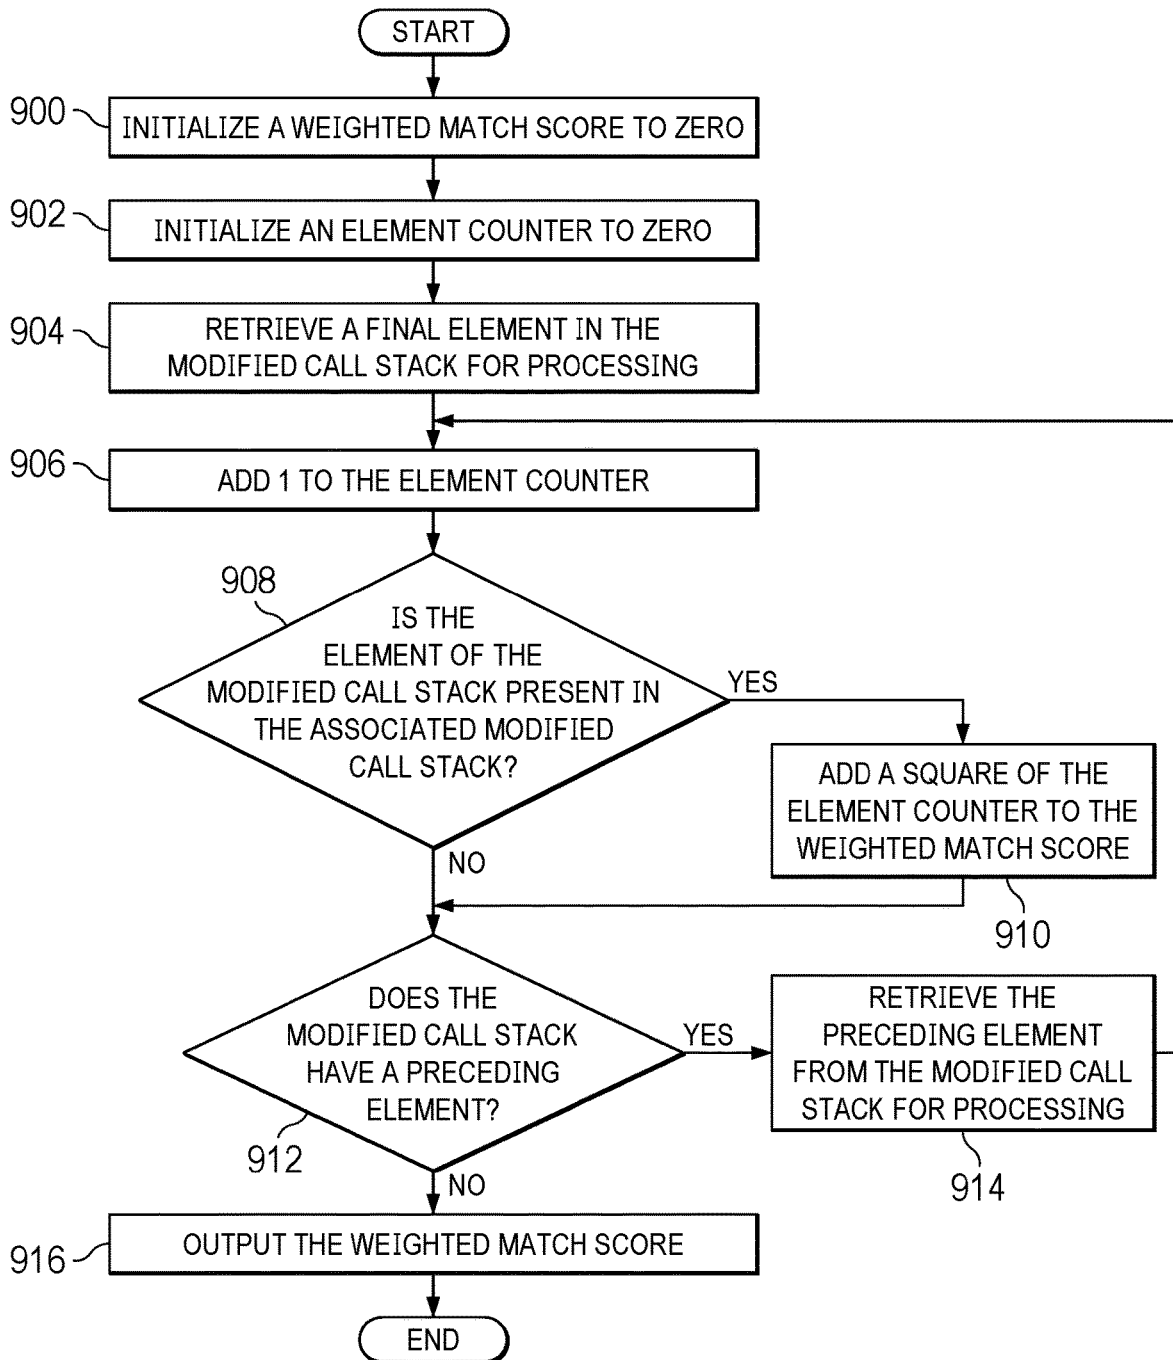 START
900
INITIALIZE A WEIGHTED MATCH SCORE TO ZERO
902
INITIALIZE AN ELEMENT COUNTER TO ZERO
904
RETRIEVE A FINAL ELEMENT IN THE
MODIFIED CALL STACK FOR PROCESSING
906
ADD 1 TO THE ELEMENT COUNTER
908
IS THE
ELEMENT OF THE
MODIFIED CALL STACK PRESENT IN
THE ASSOCIATED MODIFIED
CALL STACK?
YES
NO
ADD A SQUARE OF THE
ELEMENT COUNTER TO THE
WEIGHTED MATCH SCORE
910
DOES THE
MODIFIED CALL STACK
HAVE A PRECEDING
ELEMENT?
912
YES
NO
RETRIEVE THE
PRECEDING ELEMENT
FROM THE MODIFIED CALL
STACK FOR PROCESSING
914
916
OUTPUT THE WEIGHTED MATCH SCORE
END